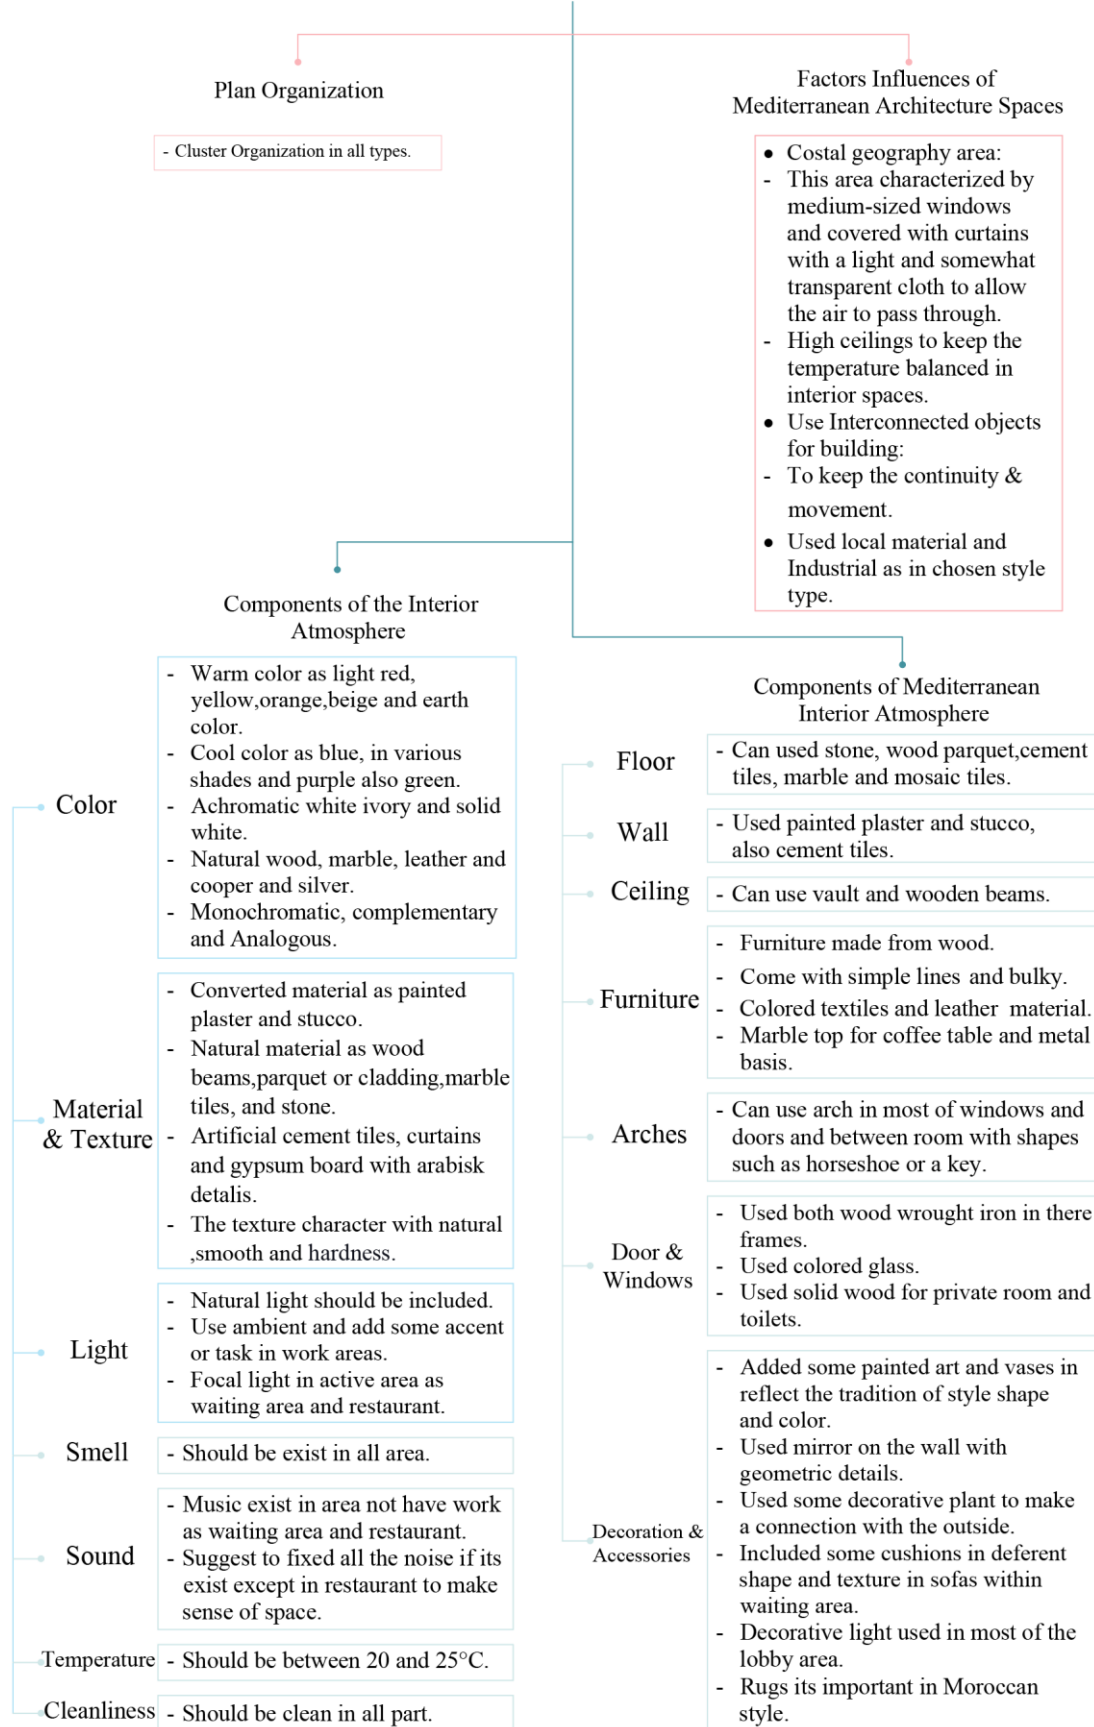 Plan Organization
- Cluster Organization in all types.
Factors Influences of
Mediterranean Architecture Spaces
• Costal geography area:
- This area characterized by
medium-sized windows
and covered with curtains
with a light and somewhat
transparent cloth to allow
the air to pass through.
- High ceilings to keep the
temperature balanced in
interior spaces.
• Use Interconnected objects
for building:
- To keep the continuity &
movement.
• Used local material and
Industrial as in chosen style
type.
Components of the Interior
Atmosphere
Color
- Warm color as light red,
yellow,orange,beige and earth
color.
- Cool color as blue, in various
shades and purple also green.
- Achromatic white ivory and solid
white.
- Natural wood, marble, leather and
cooper and silver.
- Monochromatic, complementary
and Analogous.
Material
& Texture
- Converted material as painted
plaster and stucco.
- Natural material as wood
beams,parquet or cladding,marble
tiles, and stone.
- Artificial cement tiles, curtains
and gypsum board with arabisk
detalis.
- The texture character with natural
,smooth and hardness.
Light
- Natural light should be included.
- Use ambient and add some accent
or task in work areas.
- Focal light in active area as
waiting area and restaurant.
Smell
- Should be exist in all area.
Sound
- Music exist in area not have work
as waiting area and restaurant.
- Suggest to fixed all the noise if its
exist except in restaurant to make
sense of space.
Temperature
- Should be between 20 and 25°C.
Cleanliness
- Should be clean in all part.
Components of Mediterranean
Interior Atmosphere
Floor
- Can used stone, wood parquet,cement
tiles, marble and mosaic tiles.
Wall
- Used painted plaster and stucco,
also cement tiles.
Ceiling
- Can use vault and wooden beams.
Furniture
- Furniture made from wood.
- Come with simple lines and bulky.
- Colored textiles and leather material.
- Marble top for coffee table and metal
basis.
Arches
- Can use arch in most of windows and
doors and between room with shapes
such as horseshoe or a key.
Door &
Windows
- Used both wood wrought iron in there
frames.
- Used colored glass.
- Used solid wood for private room and
toilets.
Decoration &
Accessories
- Added some painted art and vases in
reflect the tradition of style shape
and color.
- Used mirror on the wall with
geometric details.
- Used some decorative plant to make
a connection with the outside.
- Included some cushions in deferent
shape and texture in sofas within
waiting area.
- Decorative light used in most of the
lobby area.
- Rugs its important in Moroccan
style.